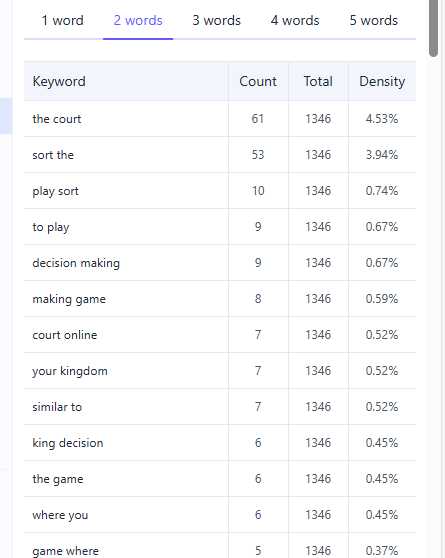 1 word 2 words 3 words 4 words 5 words
Keyword Count Total Density
the court 61 1346 4.53%
sort the 53 1346 3.94%
play sort 10 1346 0.74%
to play 9 1346 0.67%
decision making 9 1346 0.67%
making game 8 1346 0.59%
court online 7 1346 0.52%
your kingdom 7 1346 0.52%
similar to 7 1346 0.52%
king decision 6 1346 0.45%
the game 6 1346 0.45%
where you 6 1346 0.45%
game where 5 1346 0.37%